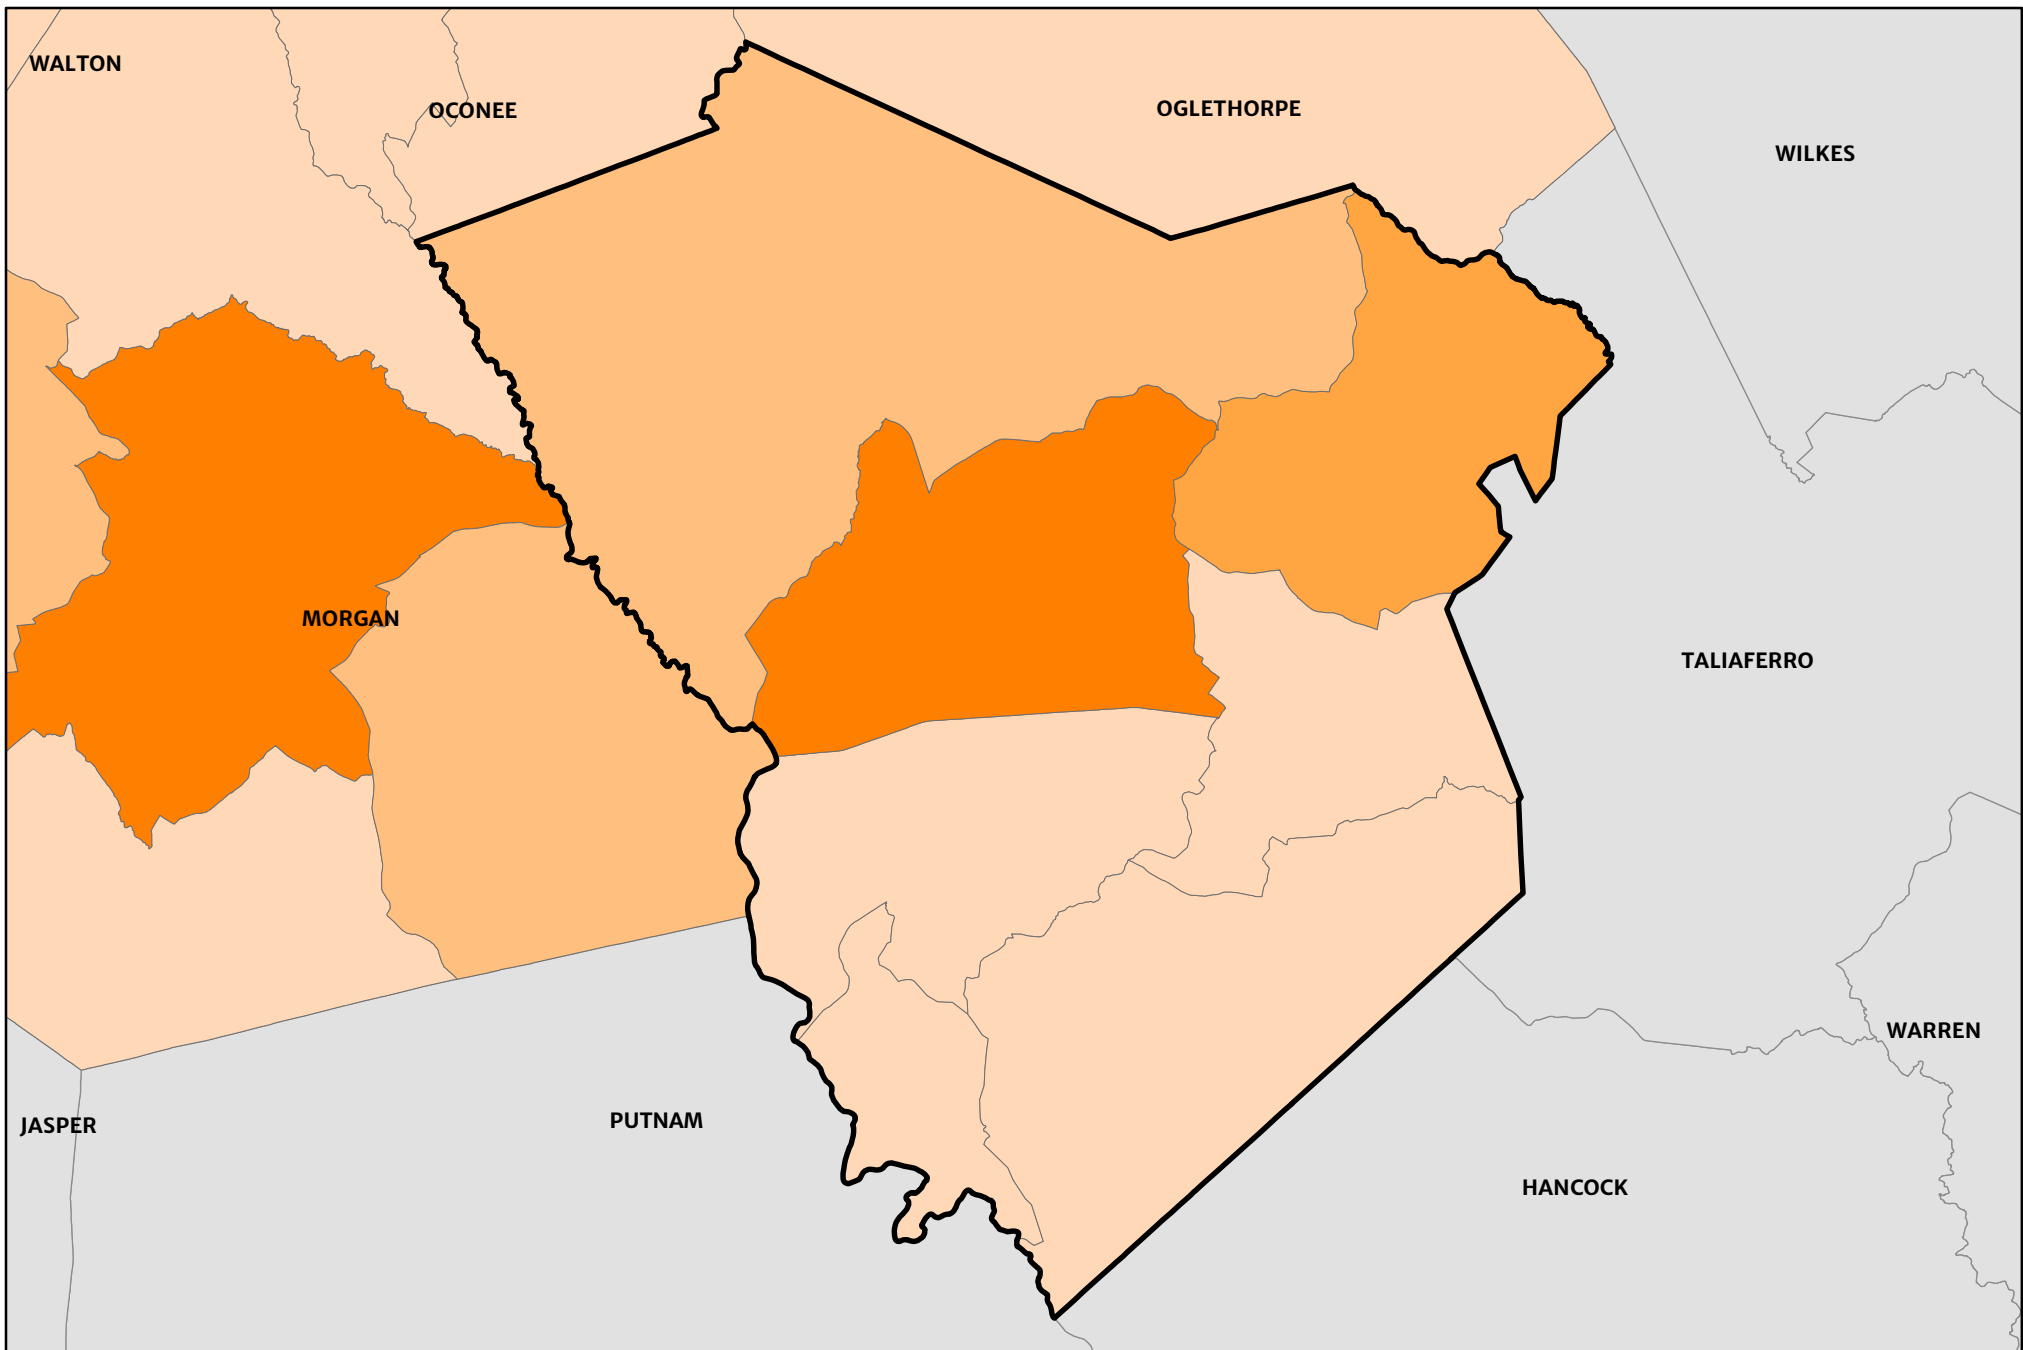 WALTON
OCONEE
OGLETHORPE
WILKES
MORGAN
TALIAFERRO
WARREN
JASPER
PUTNAM
HANCOCK